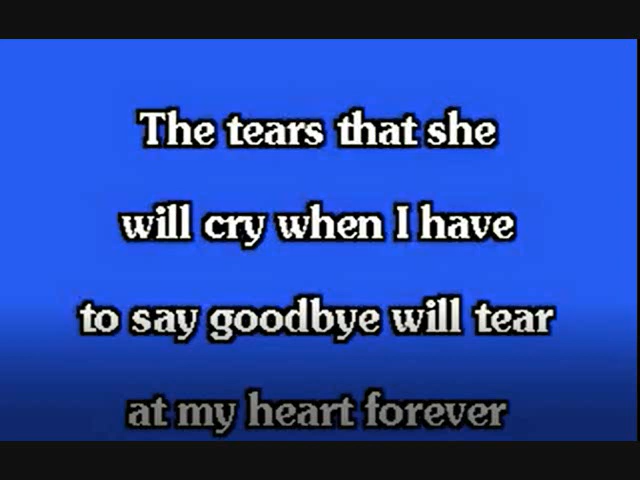 The tears that she
will cry when I have
to say goodbye will tear
at my heart forever